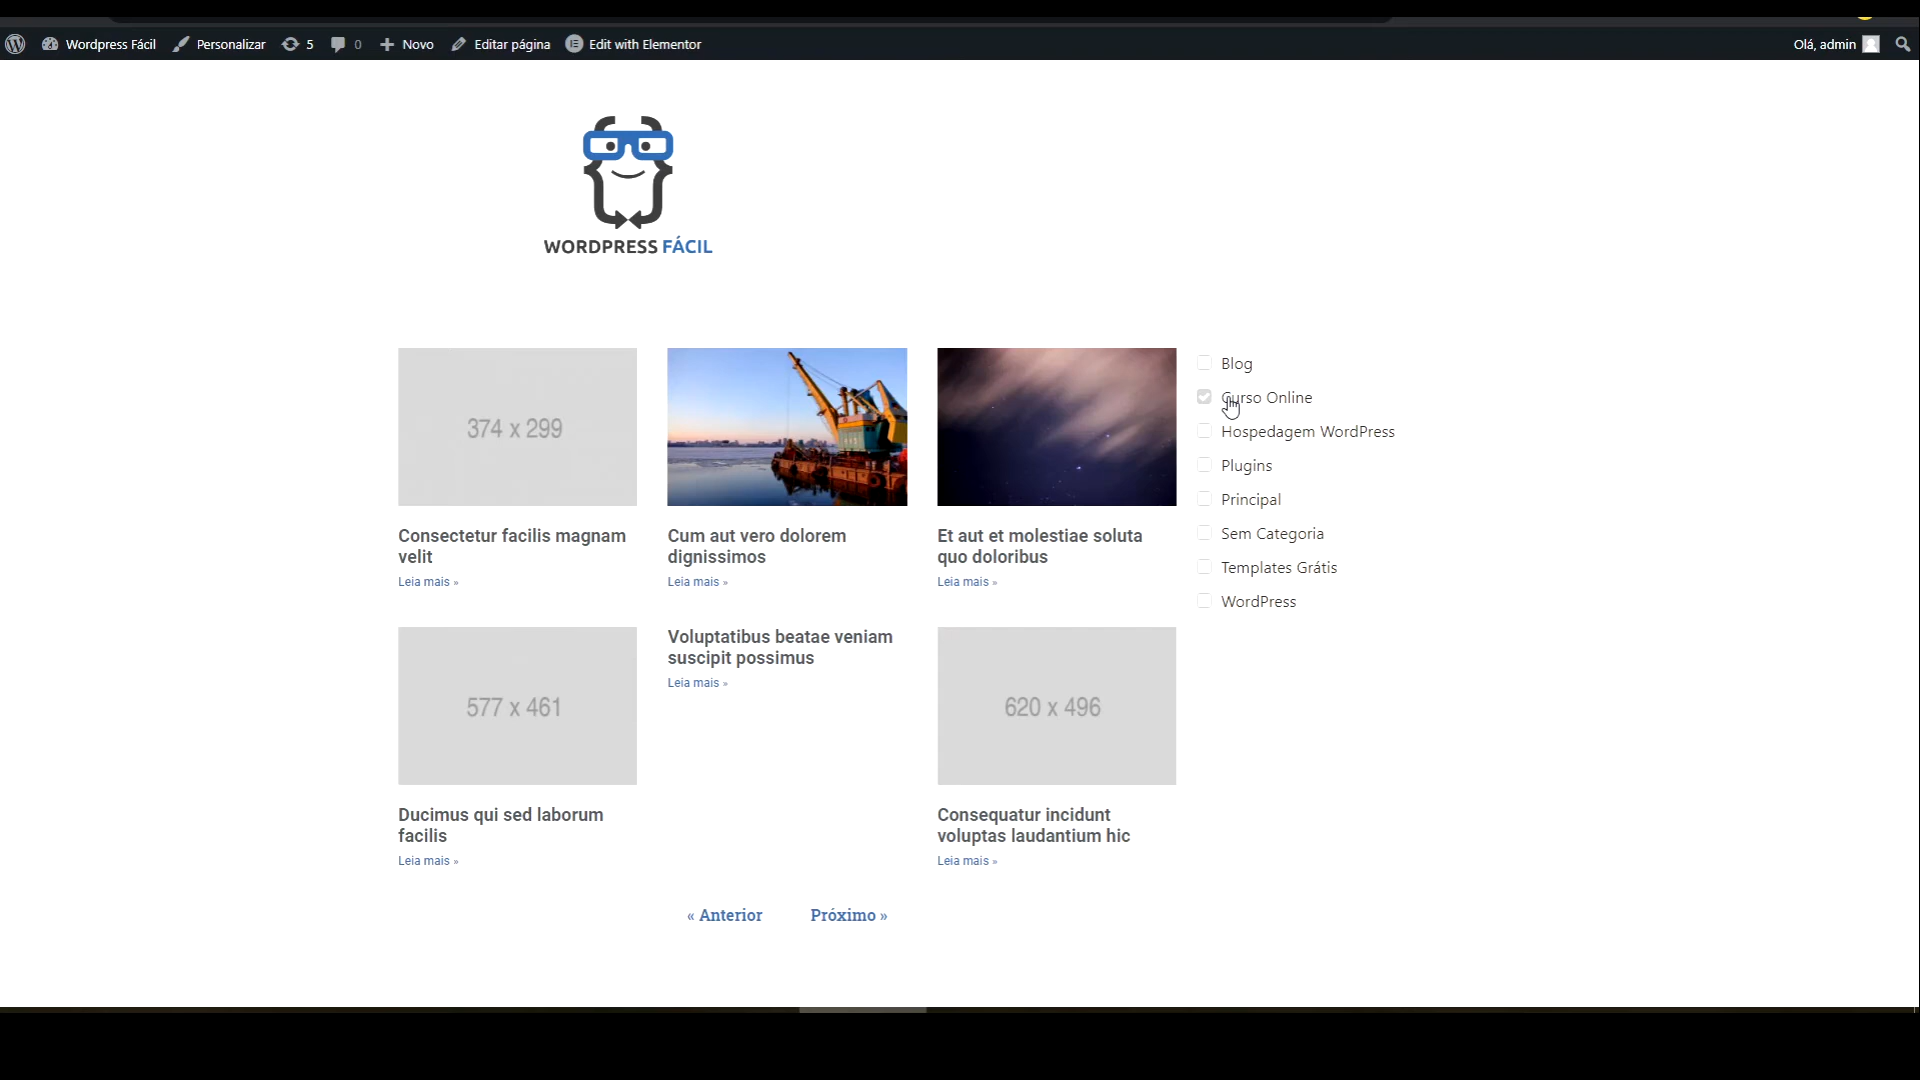 Wordpress Fácil Personalizar 5 0 Novo Editar página Edit with Elementor Olá, admin
WORDPRESS FÁCIL
374 x 299
Consectetur facilis magnam
velit
Leia mais »
Cum aut vero dolorem
dignissimos
Leia mais »
Et aut et molestiae soluta
quo doloribus
Leia mais »
577 x 461
Ducimus qui sed laborum
facilis
Leia mais »
Voluptatibus beatae veniam
suscipit possimus
Leia mais »
620 x 496
Consequatur incidunt
voluptas laudantium hic
Leia mais »
« Anterior Próximo »
Blog
Curso Online
Hospedagem WordPress
Plugins
Principal
Sem Categoria
Templates Grátis
WordPress